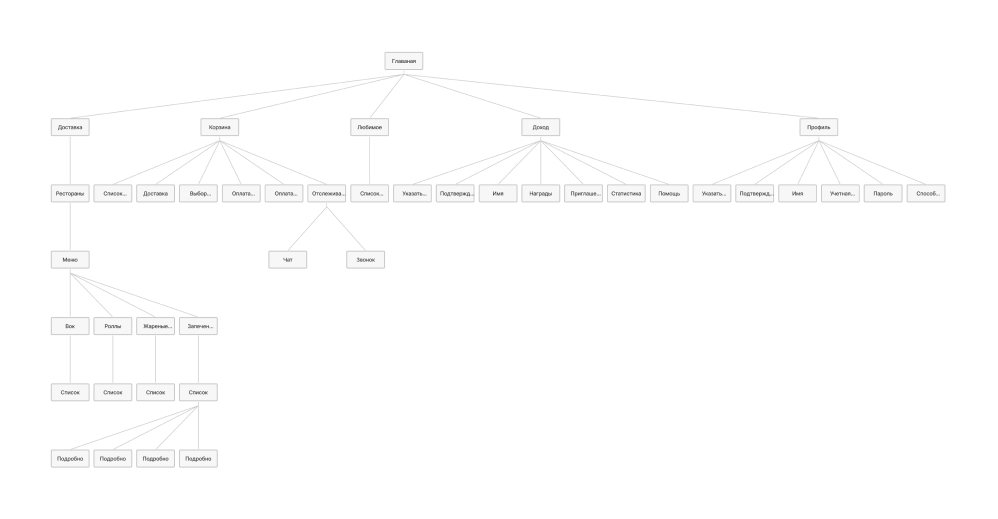 Главная
Доставка
Корзина
Любимое
Доход
Профиль
Рестораны
Список...
Доставка
Выбор...
Оплата...
Оплата...
Отслежива...
Список...
Указать...
Подтвержд...
Имя
Награды
Приглаше...
Статистика
Помощь
Указать...
Подтвержд...
Имя
Учетная...
Пароль
Способ...
Меню
Чат
Звонок
Вок
Роллы
Жареные...
Запечен...
Список
Список
Список
Список
Подробно
Подробно
Подробно
Подробно